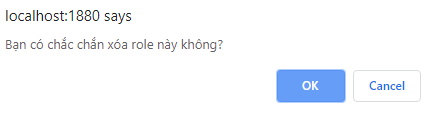 localhost:1880 says
Bạn có chắc chắn xóa role này không?
OK
Cancel